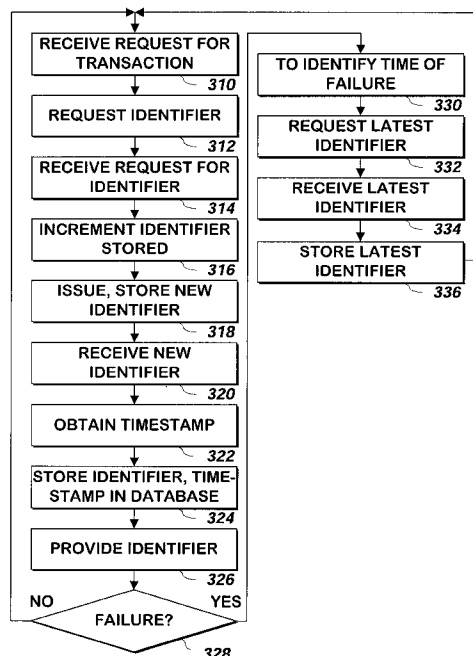 RECEIVE REQUEST FOR
TRANSACTION
310
REQUEST IDENTIFIER
312
RECEIVE REQUEST FOR
IDENTIFIER
314
INCREMENT IDENTIFIER
STORED
316
ISSUE, STORE NEW
IDENTIFIER
318
RECEIVE NEW
IDENTIFIER
320
OBTAIN TIMESTAMP
322
STORE IDENTIFIER, TIME-
STAMP IN DATABASE
324
PROVIDE IDENTIFIER
326
NO
YES
FAILURE?
328
TO IDENTIFY TIME OF
FAILURE
330
REQUEST LATEST
IDENTIFIER
332
RECEIVE LATEST
IDENTIFIER
334
STORE LATEST
IDENTIFIER
336